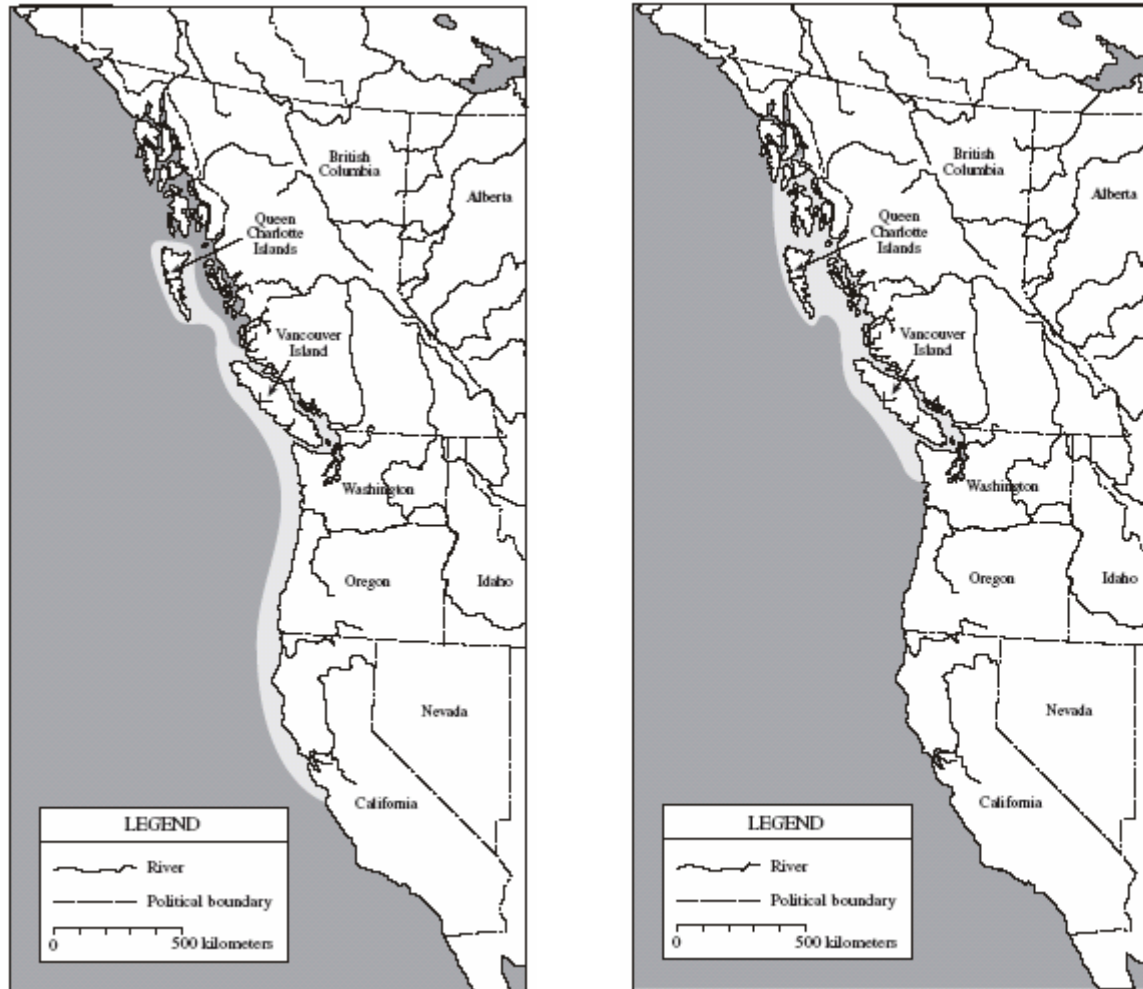 British
Columbia
Alberta
Queen
Charlotte
Islands
Vancouver
Island
Washington
Oregon
Idaho
Nevada
California
LEGEND
River
Political boundary
0 500 kilometers
British
Columbia
Alberta
Queen
Charlotte
Islands
Vancouver
Island
Washington
Oregon
Idaho
Nevada
California
LEGEND
River
Political boundary
0 500 kilometers